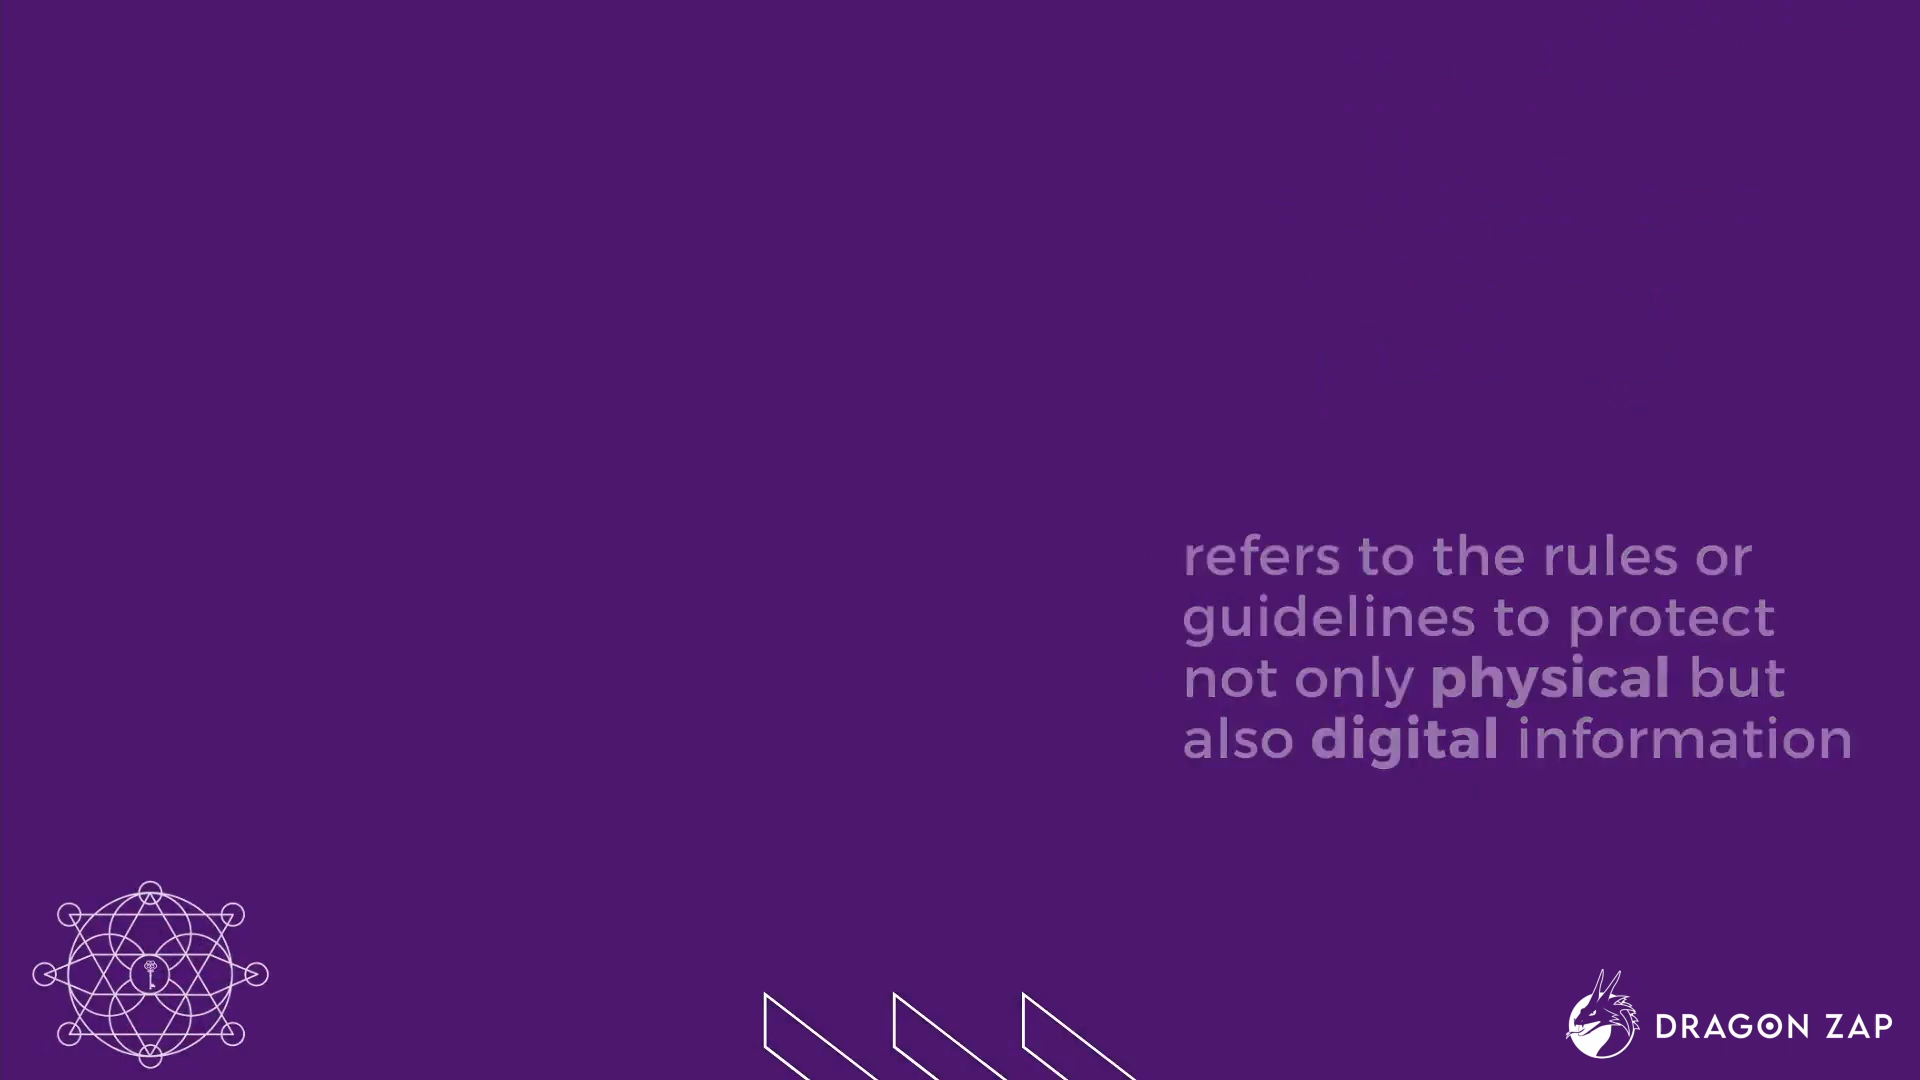 refers to the rules or
guidelines to protect
not only physical but
also digital information
DRAGON ZAP